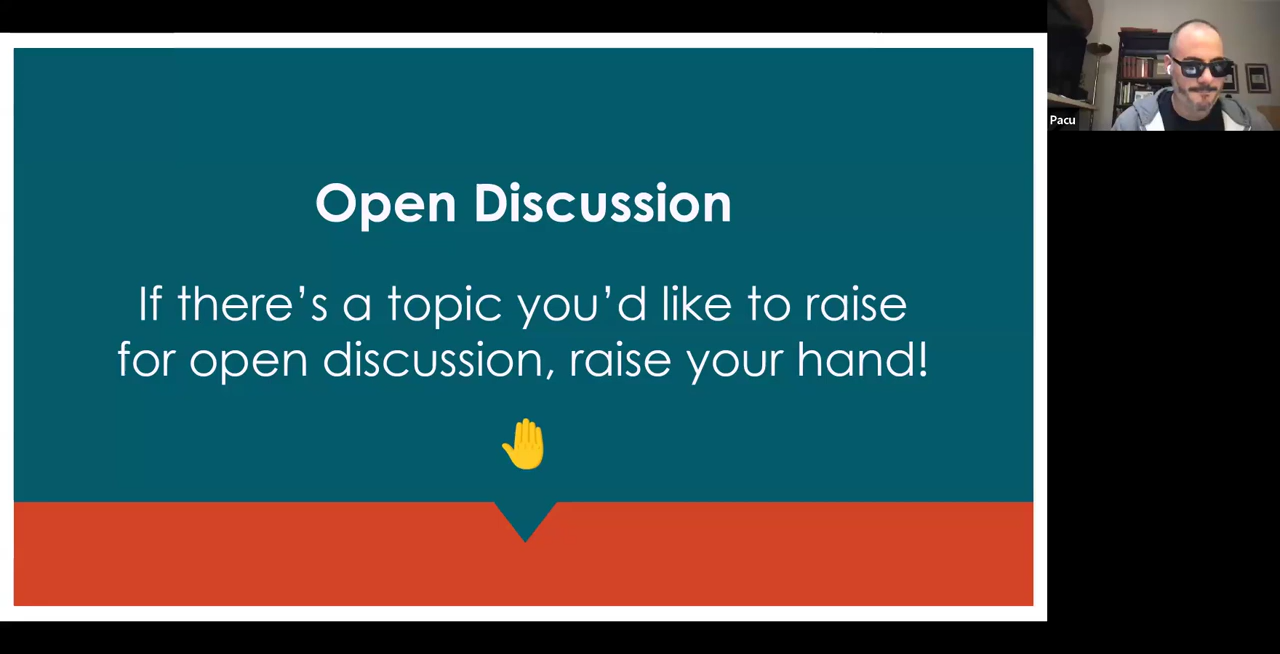 Open Discussion
If there’s a topic you’d like to raise
for open discussion, raise your hand!
Pacu